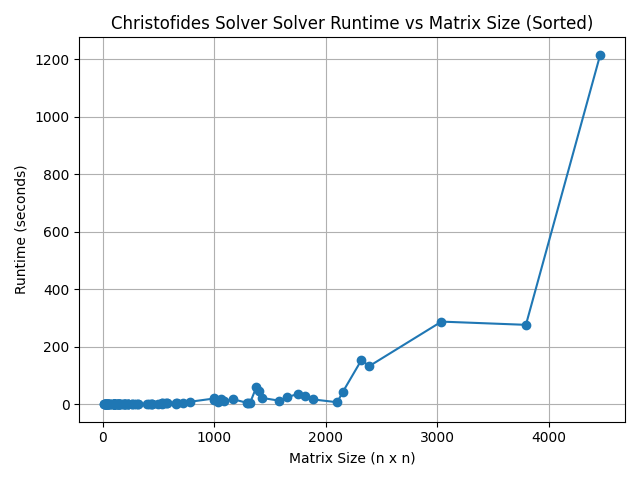 Christofides Solver Solver Runtime vs Matrix Size (Sorted)
Runtime (seconds)
1200
1000
800
600
400
200
0
0 1000 2000 3000 4000
Matrix Size (n x n)